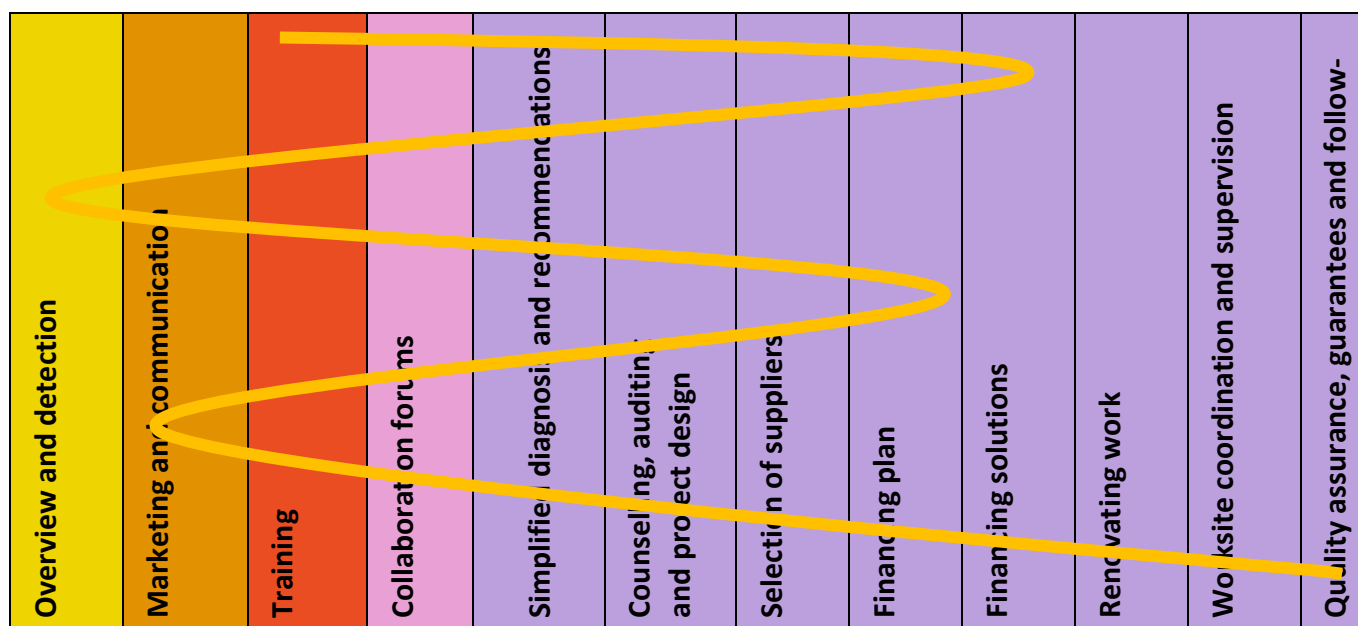 Overview and detection
Marketing and communication
Training
Collaboration forums
Simplified diagnosis and recommendations
Counseling, auditing
and project design
Selection of suppliers
Financing plan
Financing solutions
Renovating work
Worksite coordination and supervision
Quality assurance, guarantees and follow-